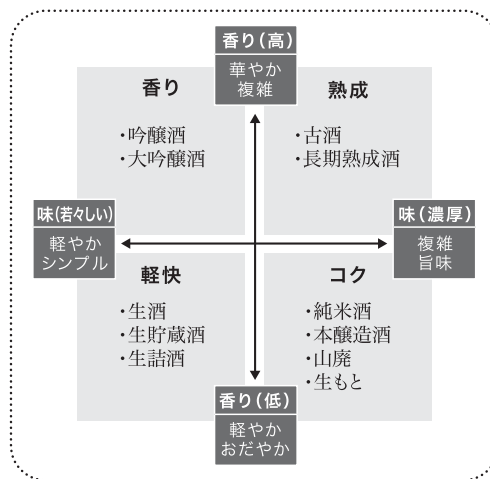 香り(高)
華やか
複雑
香り
・吟醸酒
・大吟醸酒
熟成
・古酒
・長期熟成酒
味(若々しい)
軽やか
シンプル
味(濃厚)
複雑
旨味
軽快
・生酒
・生貯蔵酒
・生詰酒
コク
・純米酒
・本醸造酒
・山廃
・生もと
香り(低)
軽やか
おだやか